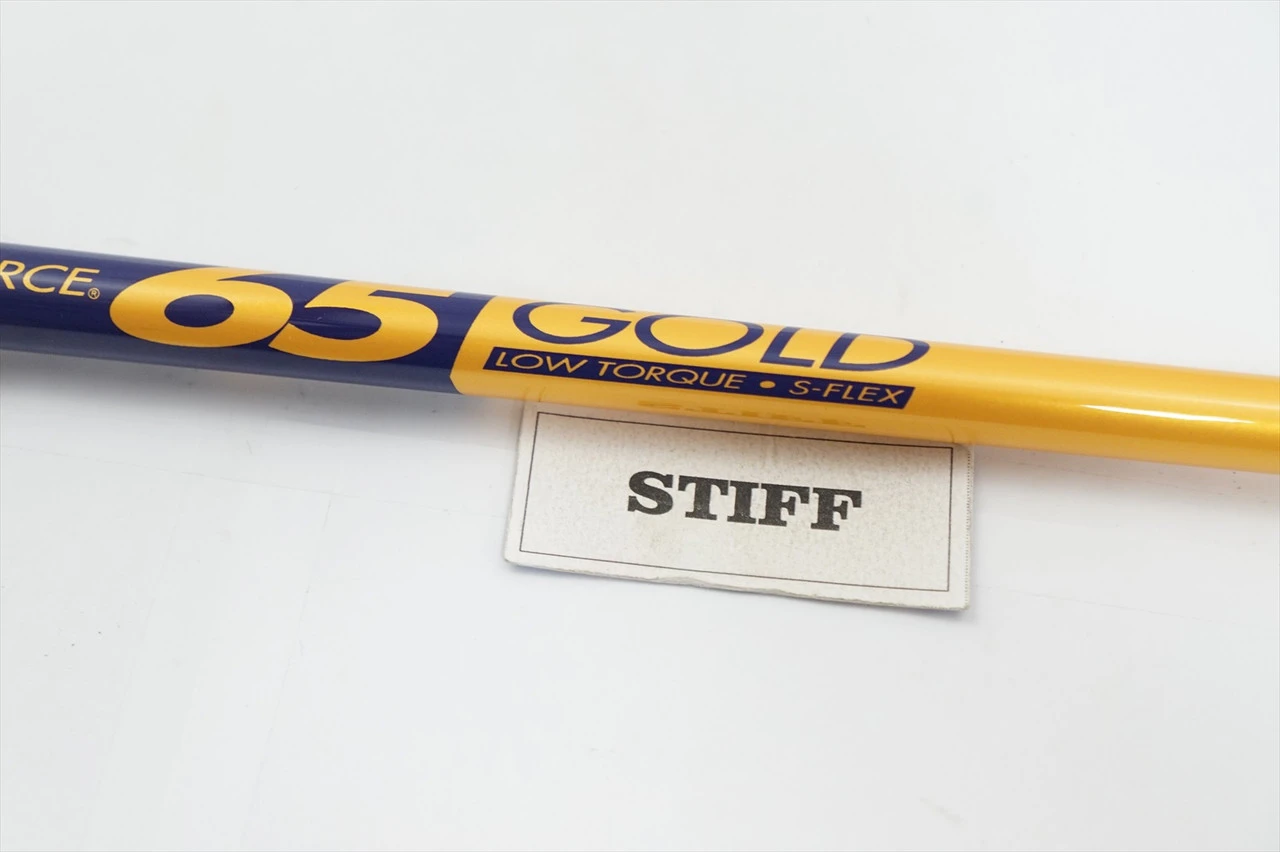 RCE® 65 GOLD
LOW TORQUE • S-FLEX
STIFF